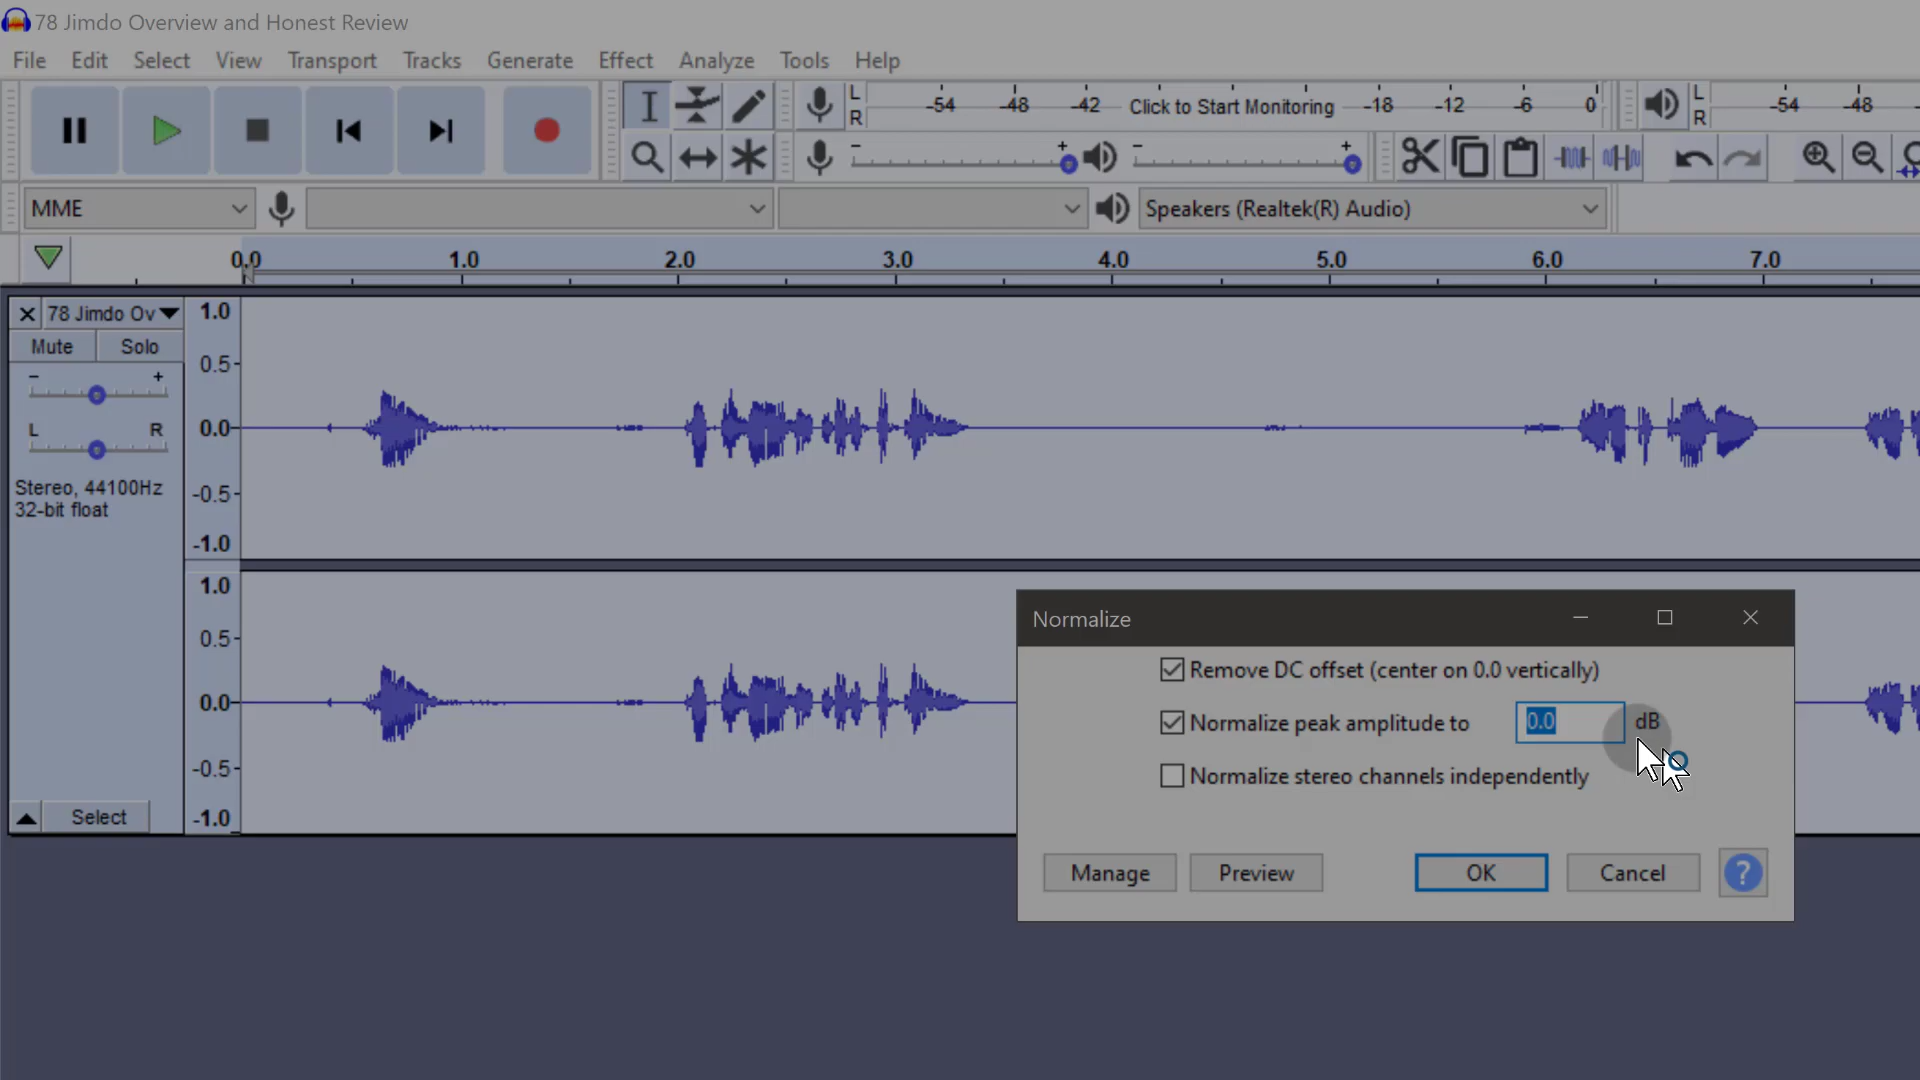 78 Jimdo Overview and Honest Review
File Edit Select View Transport Tracks Generate Effect Analyze Tools Help
L R -54 -48 -42 Click to Start Monitoring -18 -12 -6 0 L R -54 -48
- + - +
MME Speakers (Realtek(R) Audio)
0.0 1.0 2.0 3.0 4.0 5.0 6.0 7.0
78 Jimdo Ov
Mute Solo
- +
L R
Stereo, 44100Hz
32-bit float
Select
1.0
0.5-
0.0-
-0.5-
-1.0
1.0
0.5-
0.0-
-0.5-
-1.0
Normalize
Remove DC offset (center on 0.0 vertically)
Normalize peak amplitude to 0.0 dB
Normalize stereo channels independently
Manage Preview OK Cancel ?